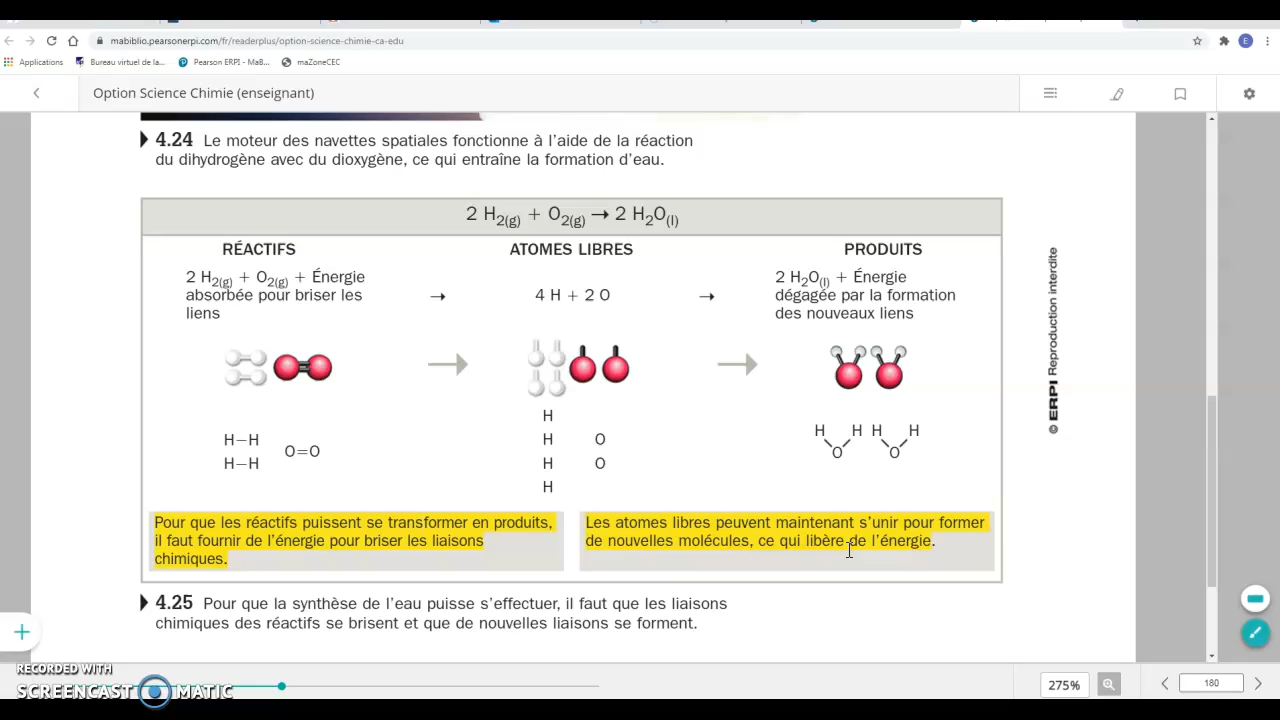 mabiblio.pearsonerpi.com/fr/readerplus/option-science-chimie-ca-edu
E
Applications
Bureau virtuel de la...
Pearson ERPI - MaB...
maZoneCEC
Option Science Chimie (enseignant)
4.24 Le moteur des navettes spatiales fonctionne à l'aide de la réaction
du dihydrogène avec du dioxygène, ce qui entraîne la formation d'eau.
2 H2(g) + O2(g) → 2 H2O(l)
RÉACTIFS
ATOMES LIBRES
PRODUITS
2 H2(g) + O2(g) + Énergie
absorbée pour briser les
liens
→
4 H + 2 O
→
2 H2O(l) + Énergie
dégagée par la formation
des nouveaux liens
H–H
H–H
O=O
H
H
H
H
O
O
H H H H
O O
Pour que les réactifs puissent se transformer en produits,
il faut fournir de l'énergie pour briser les liaisons
chimiques.
Les atomes libres peuvent maintenant s'unir pour former
de nouvelles molécules, ce qui libère de l'énergie.
© ERPI Reproduction interdite
4.25 Pour que la synthèse de l'eau puisse s'effectuer, il faut que les liaisons
chimiques des réactifs se brisent et que de nouvelles liaisons se forment.
RECORDED WITH
SCREENCAST MATIC
275%
180